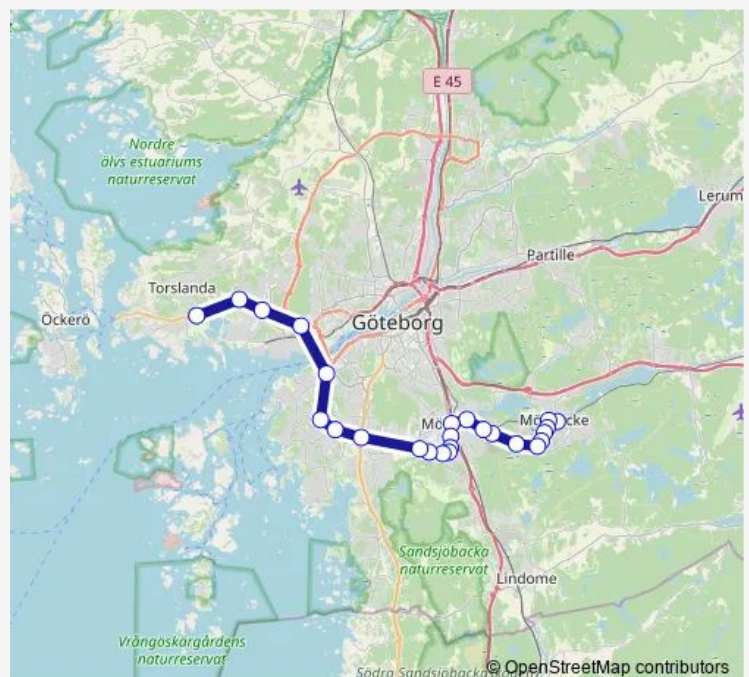 E 45
Nordre
älvs estuariums
naturreservat
Lerum
Partille
Torslanda
Öckerö
Göteborg
Sandsjöbacka
naturreservat
Lindome
Vrångöskärgårdens
naturreservat
© OpenStreetMap contributors